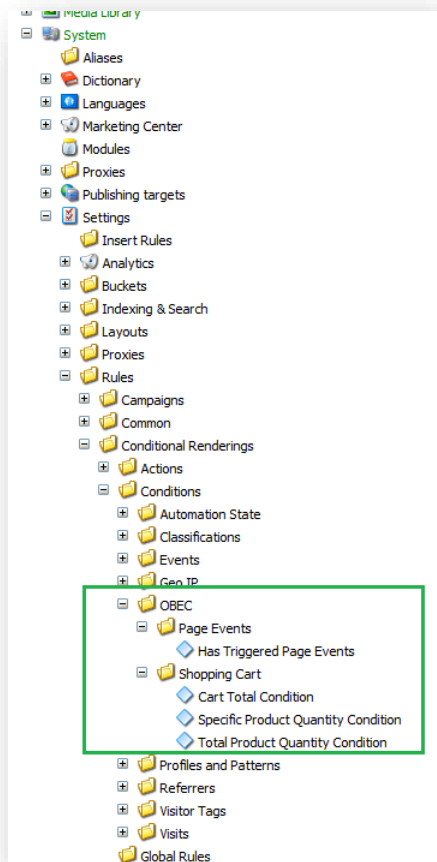 Media Library
System
Aliases
Dictionary
Languages
Marketing Center
Modules
Proxies
Publishing targets
Settings
Insert Rules
Analytics
Buckets
Indexing & Search
Layouts
Proxies
Rules
Campaigns
Common
Conditional Renderings
Actions
Conditions
Automation State
Classifications
Events
Geo IP
OBEC
Page Events
Has Triggered Page Events
Shopping Cart
Cart Total Condition
Specific Product Quantity Condition
Total Product Quantity Condition
Profiles and Patterns
Referrers
Visitor Tags
Visits
Global Rules